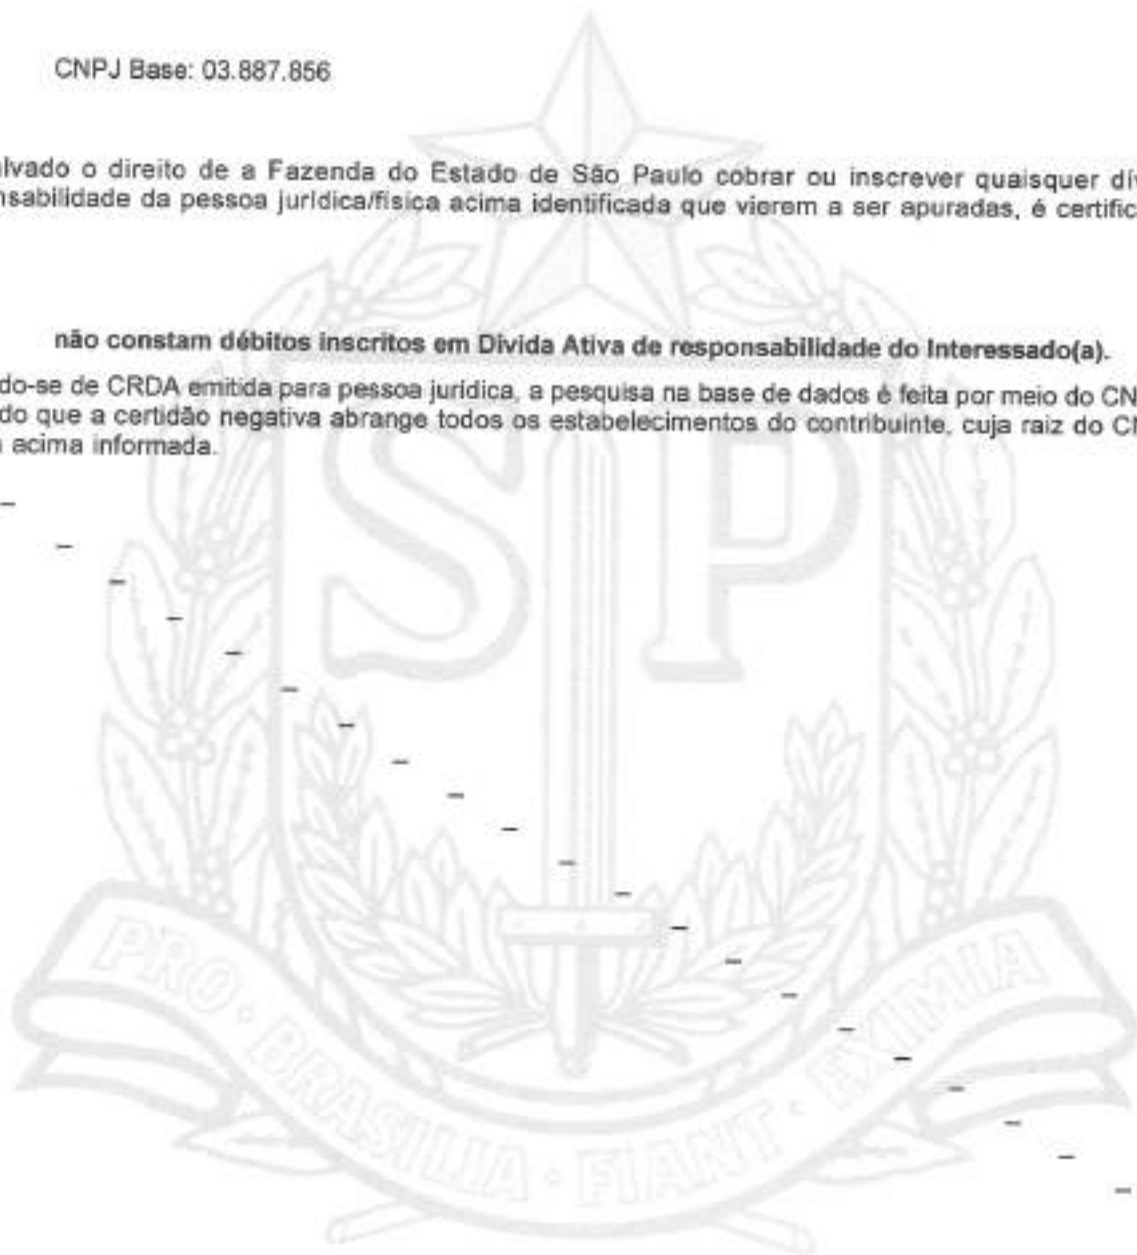 CNPJ Base: 03.887.856
lvado o direito de a Fazenda do Estado de São Paulo cobrar ou inscrever quaisquer dív
nsabilidade da pessoa jurídica/física acima identificada que vierem a ser apuradas, é certific
não constam débitos inscritos em Dívida Ativa de responsabilidade do Interessado(a).
do-se de CRDA emitida para pessoa jurídica, a pesquisa na base de dados é feita por meio do CN
do que a certidão negativa abrange todos os estabelecimentos do contribuinte, cuja raiz do CN
acima informada.
SP
PRO · BRASILIA · FIANT · EXIMIA